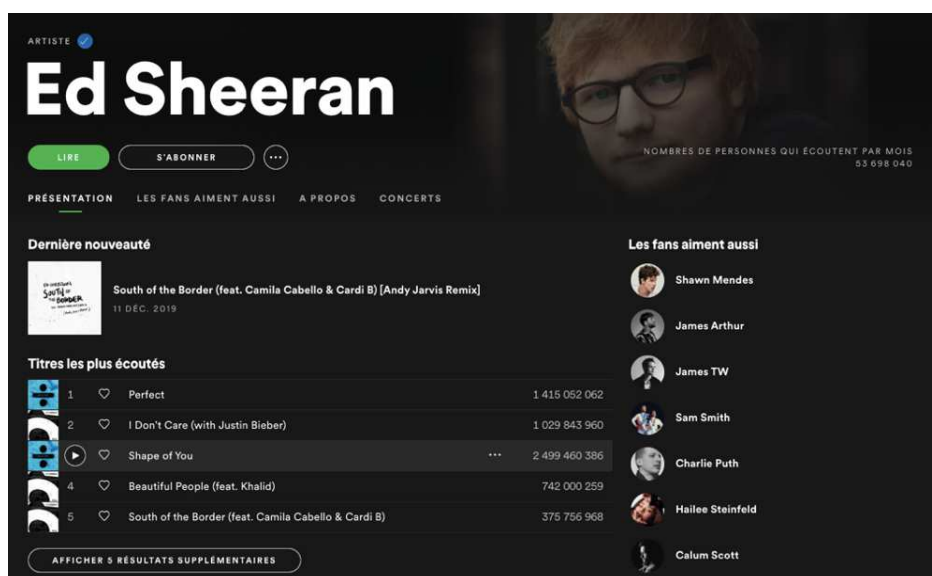 ARTISTE
Ed Sheeran
LIRE
S'ABONNER
NOMBRES DE PERSONNES QUI ÉCOUTENT PAR MOIS
53 698 040
PRÉSENTATION LES FANS AIMENT AUSSI A PROPOS CONCERTS
Dernière nouveauté
SOUTH OF THE BORDER
South of the Border (feat. Camila Cabello & Cardi B) [Andy Jarvis Remix]
11 DÉC. 2019
Titres les plus écoutés
1 Perfect 1 415 052 062
2 I Don't Care (with Justin Bieber) 1 029 843 960
Shape of You 2 499 460 386
4 Beautiful People (feat. Khalid) 742 000 259
5 South of the Border (feat. Camila Cabello & Cardi B) 375 756 968
AFFICHER 5 RÉSULTATS SUPPLÉMENTAIRES
Les fans aiment aussi
Shawn Mendes
James Arthur
James TW
Sam Smith
Charlie Puth
Hailee Steinfeld
Calum Scott